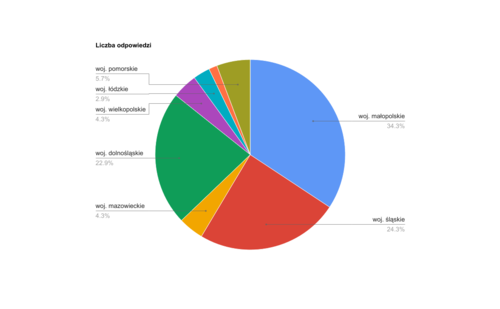 Liczba odpowiedzi
woj. pomorskie
5.7%
woj. łódzkie
2.9%
woj. wielkopolskie
4.3%
woj. dolnośląskie
22.9%
woj. mazowieckie
4.3%
woj. małopolskie
34.3%
woj. śląskie
24.3%